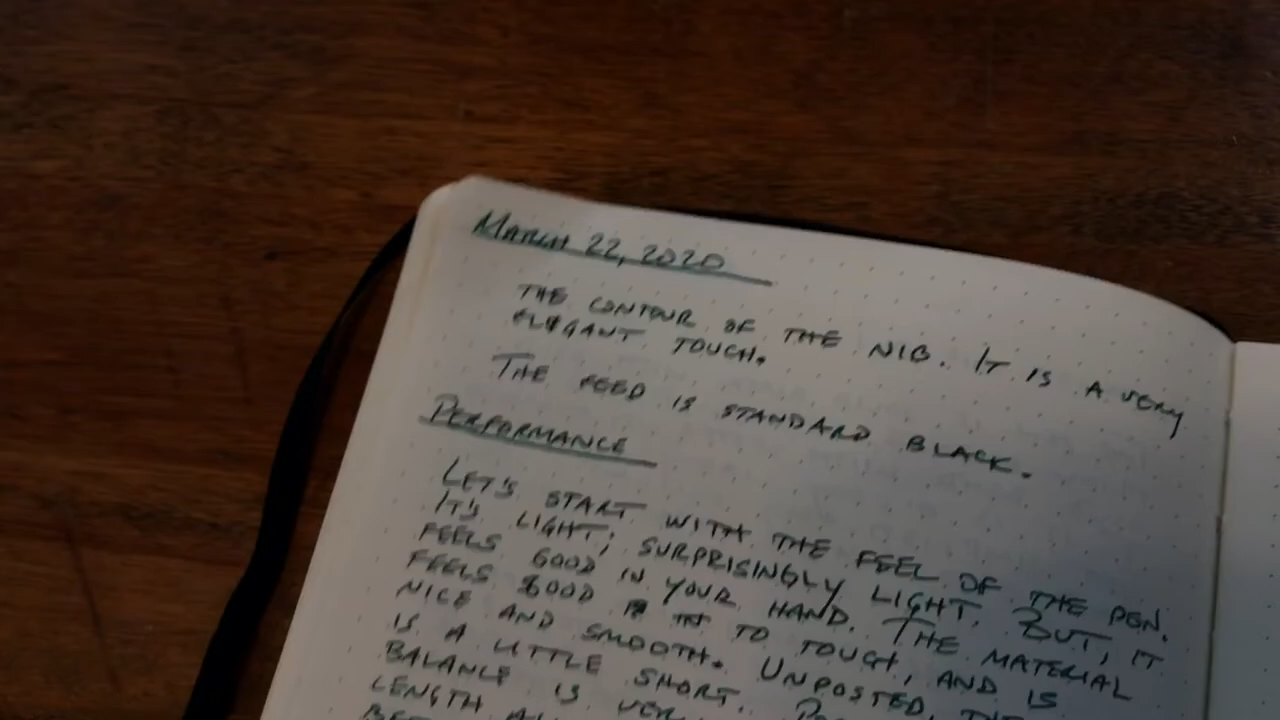 MARCH 22, 2020
THE CONTOUR OF THE NIB. IT IS A VERY
ELEGANT TOUCH.
THE FEED IS STANDARD BLACK.
PERFORMANCE
LET'S START WITH THE FEEL OF THE PEN.
IT'S LIGHT; SURPRISINGLY LIGHT. BUT, IT
FEELS GOOD IN YOUR HAND. THE MATERIAL
FEELS GOOD TO TOUCH, AND IS
NICE AND SMOOTH. UNPOSTED,
IS A LITTLE SHORT.
BALANCE IS
LENGTH